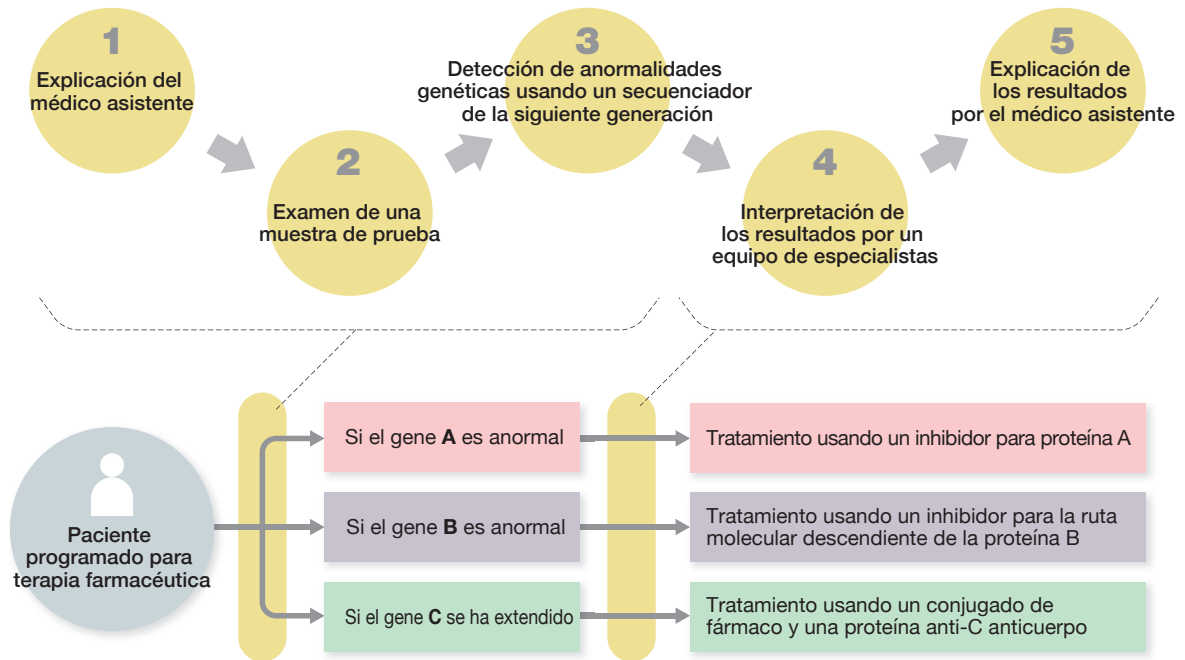 1
Explicación del
médico asistente
2
Examen de una
muestra de prueba
3
Detección de anormalidades
genéticas usando un secuenciador
de la siguiente generación
4
Interpretación de
los resultados por un
equipo de especialistas
5
Explicación de
los resultados
por el médico asistente
Paciente
programado para
terapia farmacéutica
Si el gene A es anormal
Tratamiento usando un inhibidor para proteína A
Si el gene B es anormal
Tratamiento usando un inhibidor para la ruta
molecular descendiente de la proteína B
Si el gene C se ha extendido
Tratamiento usando un conjugado de
fármaco y una proteína anti-C anticuerpo